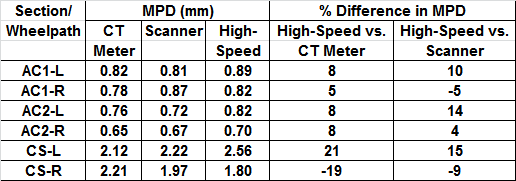 Section/ MPD (mm) % Difference in MPD
Wheelpath CT Scanner High- High-Speed vs. High-Speed vs.
Meter Speed CT Meter Scanner
AC1-L 0.82 0.81 0.89 8 10
AC1-R 0.78 0.87 0.82 5 -5
AC2-L 0.76 0.72 0.82 8 14
AC2-R 0.65 0.67 0.70 8 4
CS-L 2.12 2.22 2.56 21 15
CS-R 2.21 1.97 1.80 -19 -9